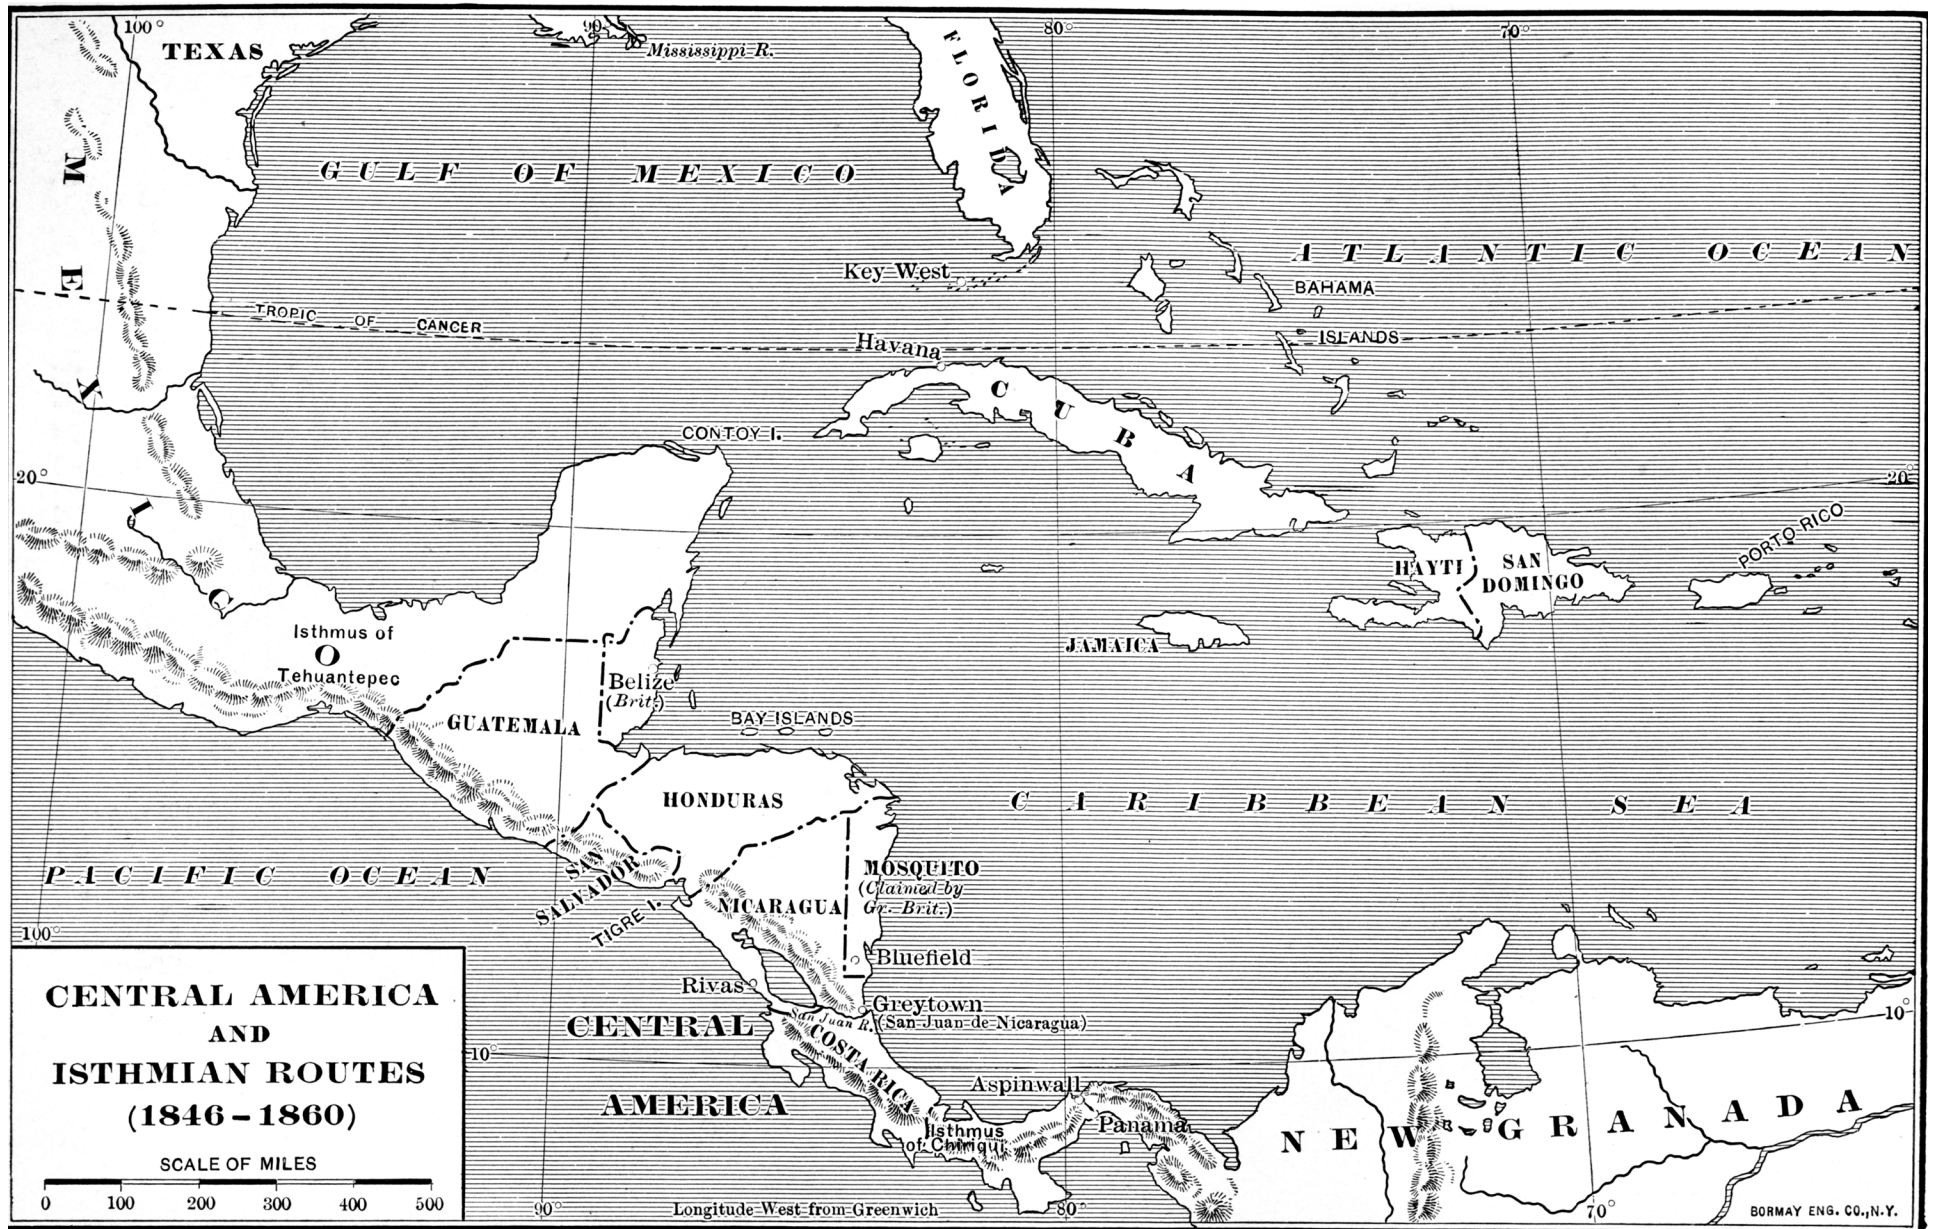 100°
90°
80°
70°
TEXAS
Mississippi R.
FLORIDA
GULF OF MEXICO
ATLANTIC OCEAN
Key West
BAHAMA
ISLANDS
TROPIC OF CANCER
Havana
CUBA
MEXICO
CONTOY I.
20°
20°
PORTO RICO
HAYTI
SAN
DOMINGO
JAMAICA
Isthmus of
Tehuantepec
Belize
(Brit.)
GUATEMALA
BAY ISLANDS
HONDURAS
CARIBBEAN SEA
PACIFIC OCEAN
SAN
SALVADOR
MOSQUITO
(Claimed by
Gr. Brit.)
NICARAGUA
TIGRE I.
100°
Bluefield
Rivas
Greytown
(San Juan de Nicaragua)
San Juan R.
COSTA RICA
CENTRAL
AMERICA
10°
10°
Aspinwall
Panama
Isthmus
of Chiriqui
NEW GRANADA
CENTRAL AMERICA
AND
ISTHMIAN ROUTES
(1846-1860)
SCALE OF MILES
0 100 200 300 400 500
90°
Longitude West from Greenwich
80°
70°
BORMAY ENG. CO., N.Y.